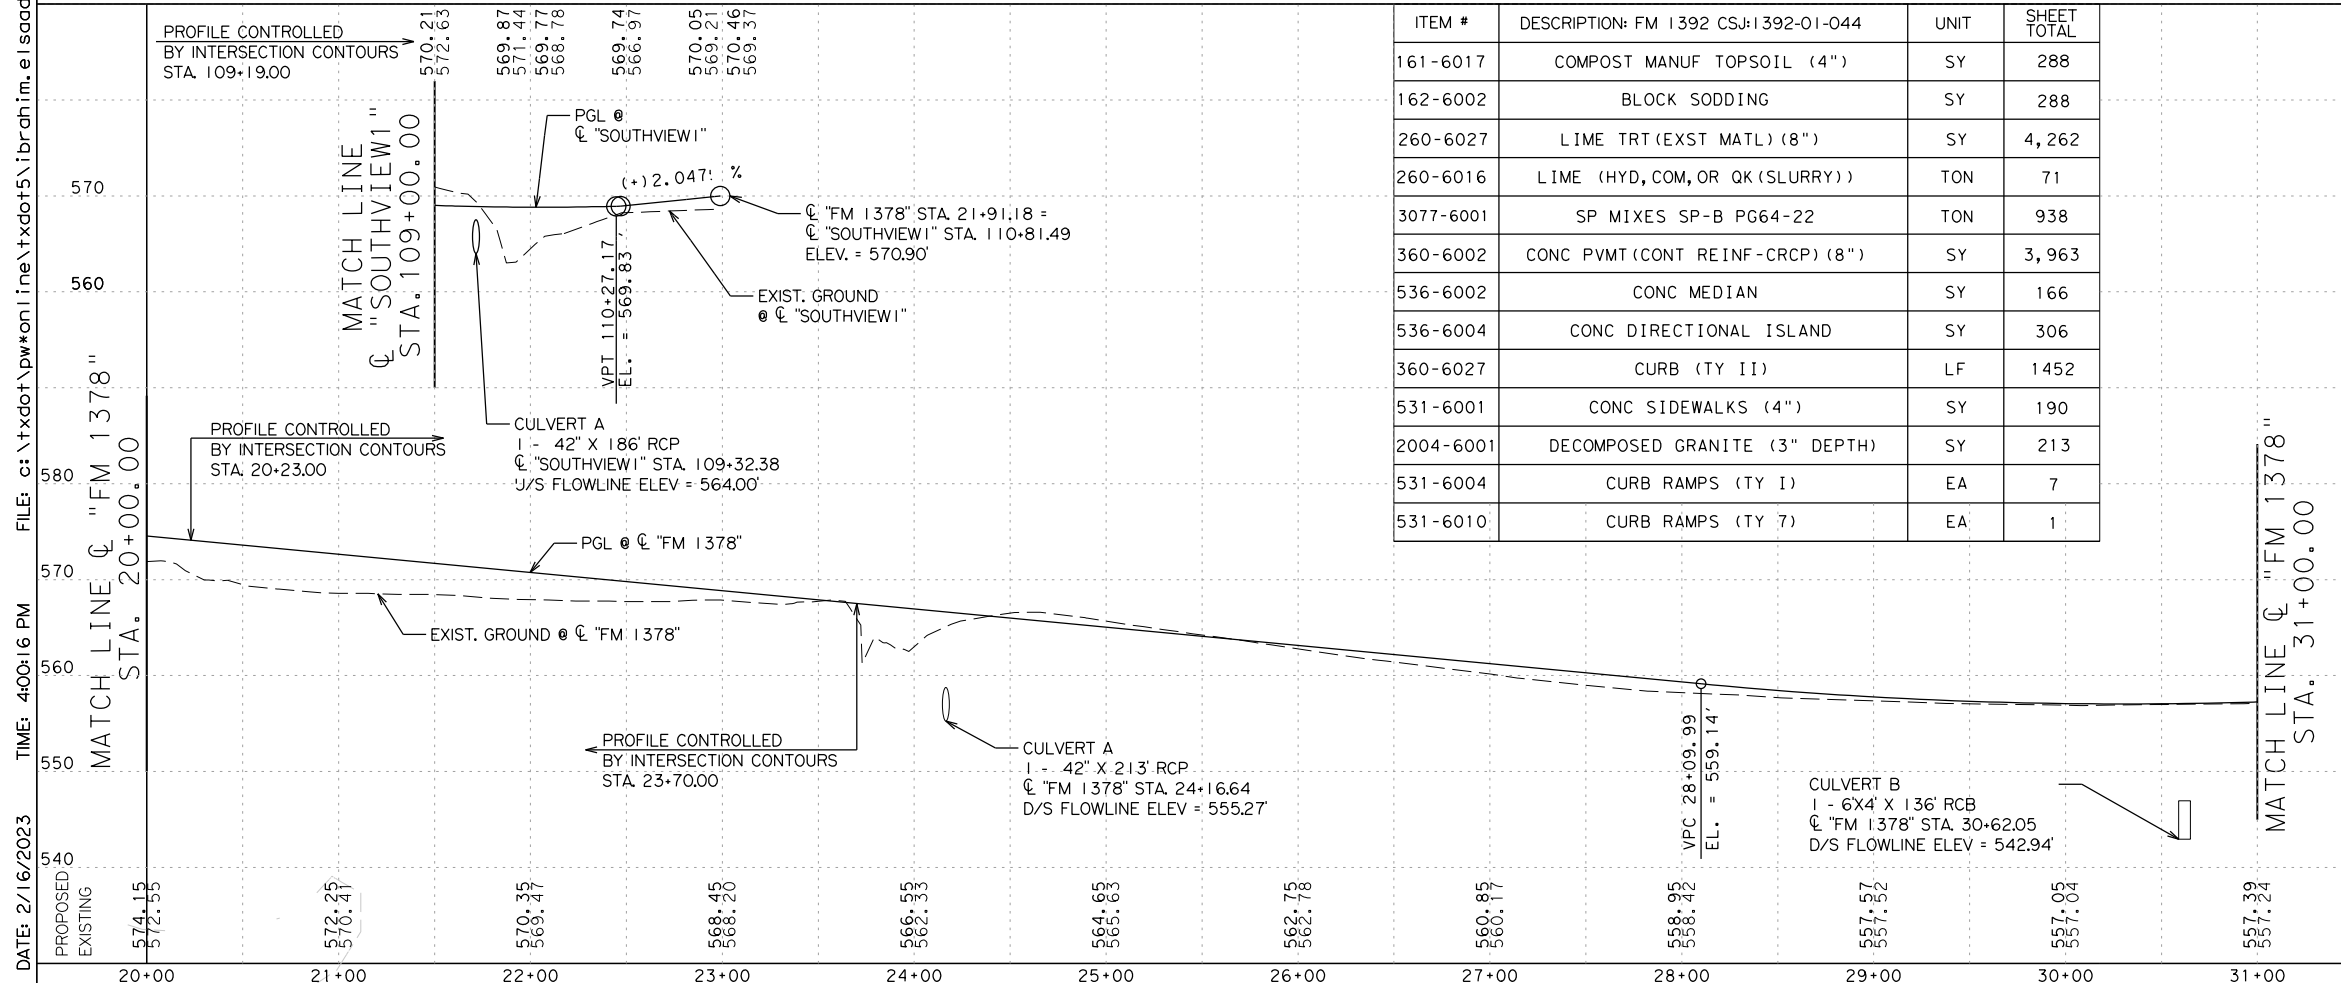 DATE: 2/16/2023 TIME: 4:00:16 PM FILE: c:\txdot\pw*online\txdot5\ibrahim.elsaad
PROFILE CONTROLLED
BY INTERSECTION CONTOURS
STA. 109+19.00
570.21
572.63
569.87
571.44
569.77
568.78
569.74
566.97
570.05
569.21
570.46
569.37
MATCH LINE
℄ "SOUTHVIEW1"
STA. 109+00.00
PGL @
℄ "SOUTHVIEW1"
(+)2.047 %
℄ "FM 1378" STA. 21+91.18 =
℄ "SOUTHVIEW1" STA. 110+81.49
ELEV. = 570.90'
EXIST. GROUND
@ ℄ "SOUTHVIEW1"
VPT 110+27.17
EL. = 569.83'
570
560
CULVERT A
1 - 42" X 186' RCP
℄ "SOUTHVIEW1" STA. 109+32.38
U/S FLOWLINE ELEV = 564.00'
ITEM # DESCRIPTION: FM 1392 CSJ:1392-01-044 UNIT SHEET TOTAL
161-6017 COMPOST MANUF TOPSOIL (4") SY 288
162-6002 BLOCK SODDING SY 288
260-6027 LIME TRT(EXST MATL)(8") SY 4,262
260-6016 LIME (HYD,COM,OR QK(SLURRY)) TON 71
3077-6001 SP MIXES SP-B PG64-22 TON 938
360-6002 CONC PVMT(CONT REINF-CRCP)(8") SY 3,963
536-6002 CONC MEDIAN SY 166
536-6004 CONC DIRECTIONAL ISLAND SY 306
360-6027 CURB (TY II) LF 1452
531-6001 CONC SIDEWALKS (4") SY 190
2004-6001 DECOMPOSED GRANITE (3" DEPTH) SY 213
531-6004 CURB RAMPS (TY I) EA 7
531-6010 CURB RAMPS (TY 7) EA 1
MATCH LINE ℄ "FM 1378"
STA. 20+00.00
PROFILE CONTROLLED
BY INTERSECTION CONTOURS
STA. 20+23.00
580
570
560
550
540
PGL @ ℄ "FM 1378"
EXIST. GROUND @ ℄ "FM 1378"
PROFILE CONTROLLED
BY INTERSECTION CONTOURS
STA. 23+70.00
CULVERT A
1 - 42" X 213' RCP
℄ "FM 1378" STA. 24+16.64
D/S FLOWLINE ELEV = 555.27'
VPC 28+09.99
EL. = 559.14'
CULVERT B
1 - 6'X4' X 136' RCB
℄ "FM 1378" STA. 30+62.05
D/S FLOWLINE ELEV = 542.94'
MATCH LINE ℄ "FM 1378"
STA. 31+00.00
PROPOSED
EXISTING
574.15
572.55
572.25
570.41
570.35
569.47
568.45
568.20
566.55
562.33
564.65
565.63
562.75
562.78
560.85
560.17
558.95
558.42
557.57
557.52
557.05
557.04
557.39
557.24
20+00 21+00 22+00 23+00 24+00 25+00 26+00 27+00 28+00 29+00 30+00 31+00